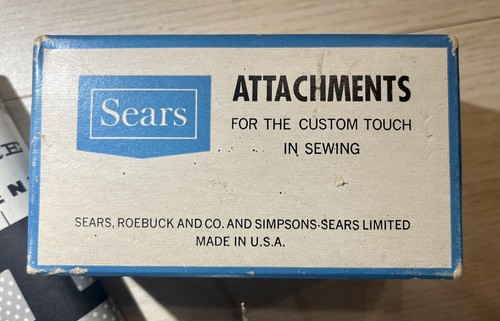 Sears
ATTACHMENTS
FOR THE CUSTOM TOUCH
IN SEWING
SEARS, ROEBUCK AND CO. AND SIMPSONS-SEARS LIMITED
MADE IN U.S.A.